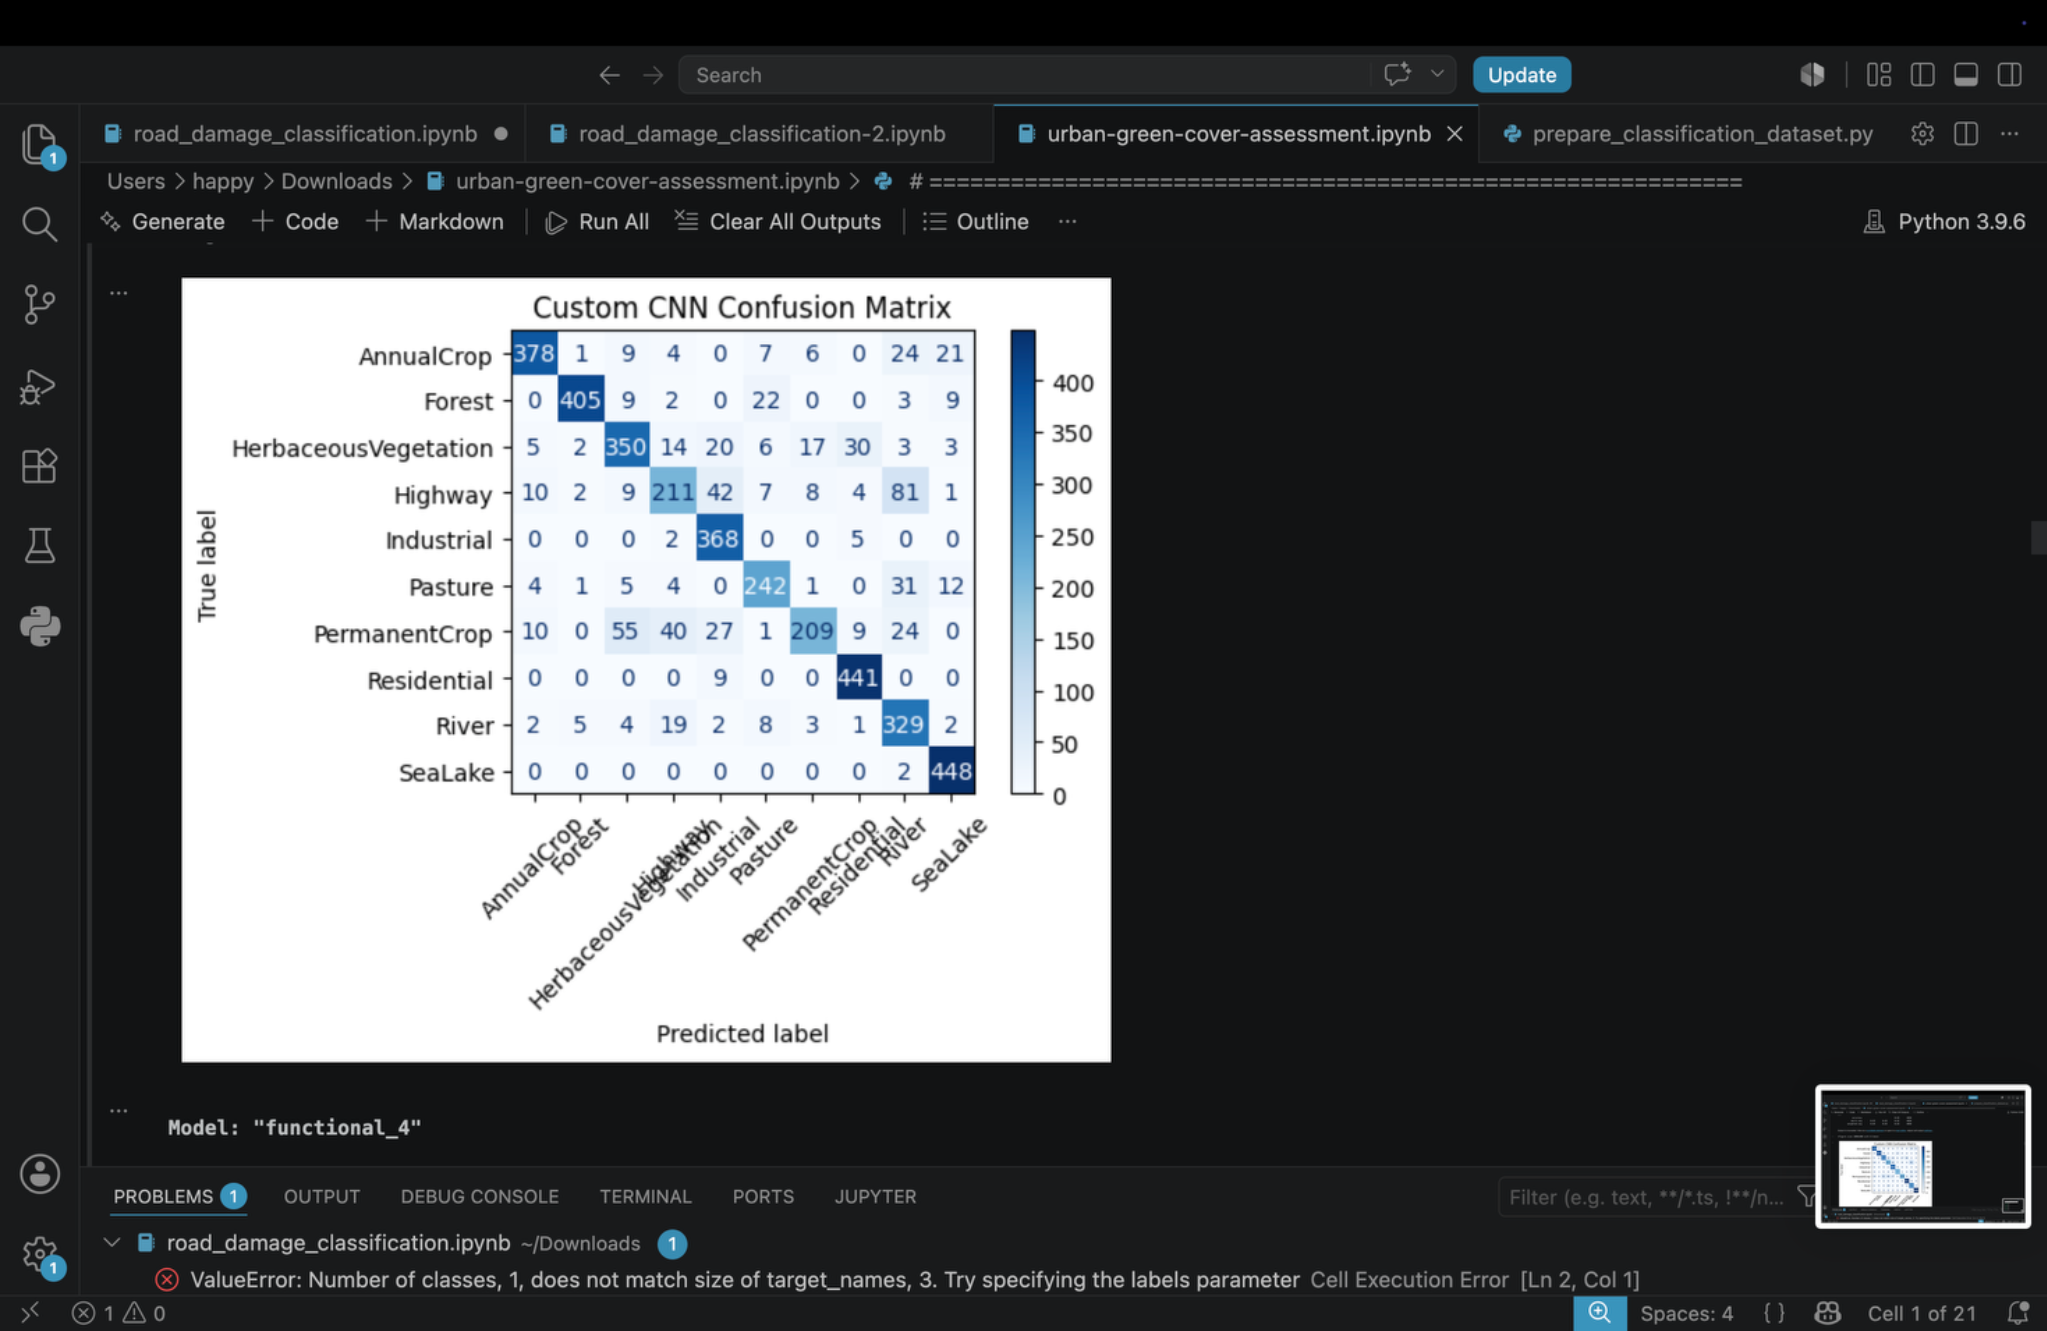 Search
Update
road_damage_classification.ipynb
road_damage_classification-2.ipynb
urban-green-cover-assessment.ipynb
prepare_classification_dataset.py
1
Users > happy > Downloads > urban-green-cover-assessment.ipynb > # ============================================================
Generate + Code + Markdown Run All Clear All Outputs Outline ...
Python 3.9.6
Custom CNN Confusion Matrix
AnnualCrop 378 1 9 4 0 7 6 0 24 21
Forest 0 405 9 2 0 22 0 0 3 9
HerbaceousVegetation 5 2 350 14 20 6 17 30 3 3
Highway 10 2 9 211 42 7 8 4 81 1
Industrial 0 0 0 2 368 0 0 5 0 0
Pasture 4 1 5 4 0 242 1 0 31 12
PermanentCrop 10 0 55 40 27 1 209 9 24 0
Residential 0 0 0 0 9 0 0 441 0 0
River 2 5 4 19 2 8 3 1 329 2
SeaLake 0 0 0 0 0 0 0 0 2 448
True label
400
350
300
250
200
150
100
50
0
AnnualCrop
Forest
HerbaceousVegetation
Highway
Industrial
Pasture
PermanentCrop
Residential
River
SeaLake
Predicted label
Model: "functional_4"
PROBLEMS 1 OUTPUT DEBUG CONSOLE TERMINAL PORTS JUPYTER
Filter (e.g. text, **/*.ts, !**/n...
road_damage_classification.ipynb ~/Downloads 1
ValueError: Number of classes, 1, does not match size of target_names, 3. Try specifying the labels parameter Cell Execution Error [Ln 2, Col 1]
1
1 0
Spaces: 4 {} Cell 1 of 21